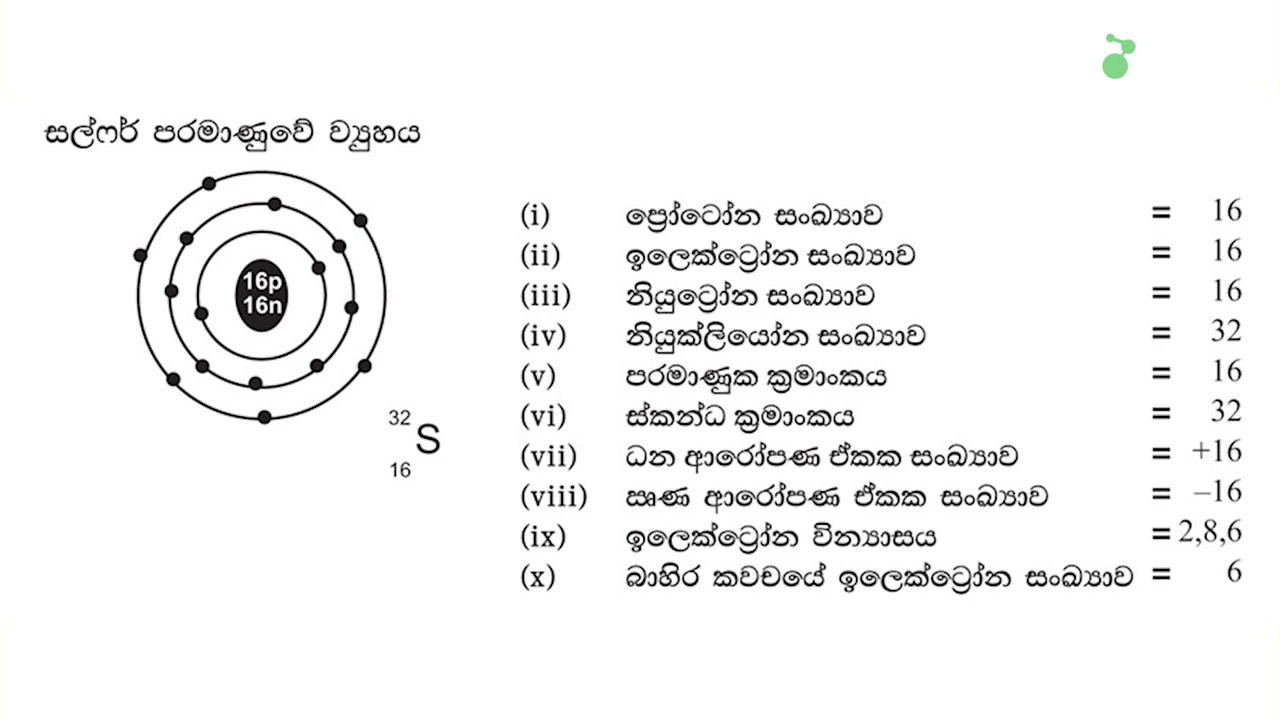 සල්ෆර් පරමාණුවේ ව්‍යුහය
16p
16n
32
S
16
(i) ප්‍රෝටෝන සංඛ්‍යාව = 16
(ii) ඉලෙක්ට්‍රෝන සංඛ්‍යාව = 16
(iii) නියුට්‍රෝන සංඛ්‍යාව = 16
(iv) නියුක්ලියෝන සංඛ්‍යාව = 32
(v) පරමාණුක ක්‍රමාංකය = 16
(vi) ස්කන්ධ ක්‍රමාංකය = 32
(vii) ධන ආරෝපණ ඒකක සංඛ්‍යාව = +16
(viii) ඍණ ආරෝපණ ඒකක සංඛ්‍යාව = –16
(ix) ඉලෙක්ට්‍රෝන වින්‍යාසය = 2,8,6
(x) බාහිර කවචයේ ඉලෙක්ට්‍රෝන සංඛ්‍යාව = 6